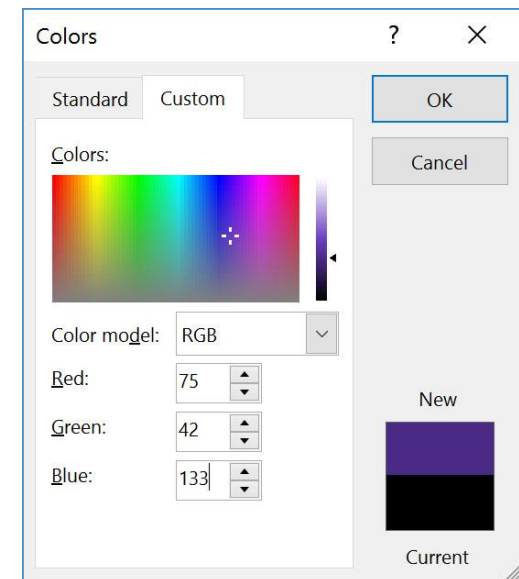 Colors ? X
Standard Custom
OK
Colors:
Cancel
Color model: RGB
Red: 75
Green: 42
Blue: 133
New
Current